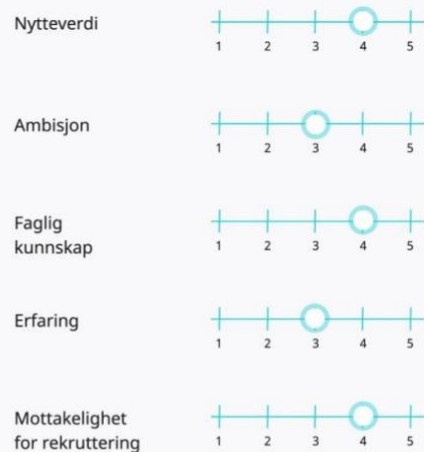 Nytteverdi
1 2 3 4 5
Ambisjon
1 2 3 4 5
Faglig
kunnskap
1 2 3 4 5
Erfaring
1 2 3 4 5
Mottakelighet
for rekruttering
1 2 3 4 5